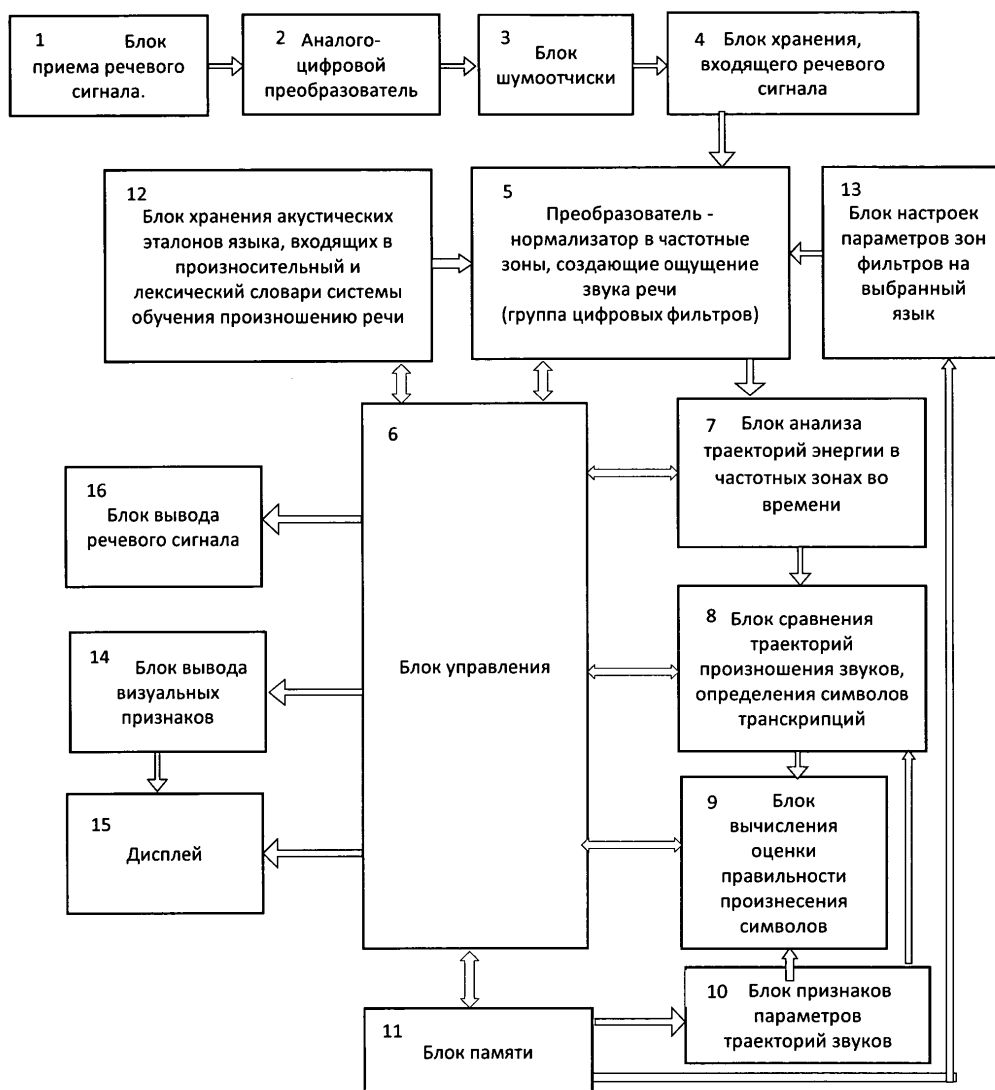 1 Блок
приема речевого
сигнала.
2 Аналого-
цифровой
преобразователь
3
Блок
шумоотчиски
4 Блок хранения,
входящего речевого
сигнала
12
Блок хранения акустических
эталонов языка, входящих в
произносительный и
лексический словари системы
обучения произношению речи
5
Преобразователь -
нормализатор в частотные
зоны, создающие ощущение
звука речи
(группа цифровых фильтров)
13
Блок настроек
параметров зон
фильтров на
выбранный
язык
6
Блок управления
7 Блок анализа
траекторий энергии в
частотных зонах во
времени
16
Блок вывода
речевого сигнала
8 Блок сравнения
траекторий
произношения звуков,
определения символов
транскрипций
14 Блок вывода
визуальных
признаков
9 Блок
вычисления
оценки
правильности
произнесения
символов
15
Дисплей
10 Блок признаков
параметров
траекторий звуков
11
Блок памяти